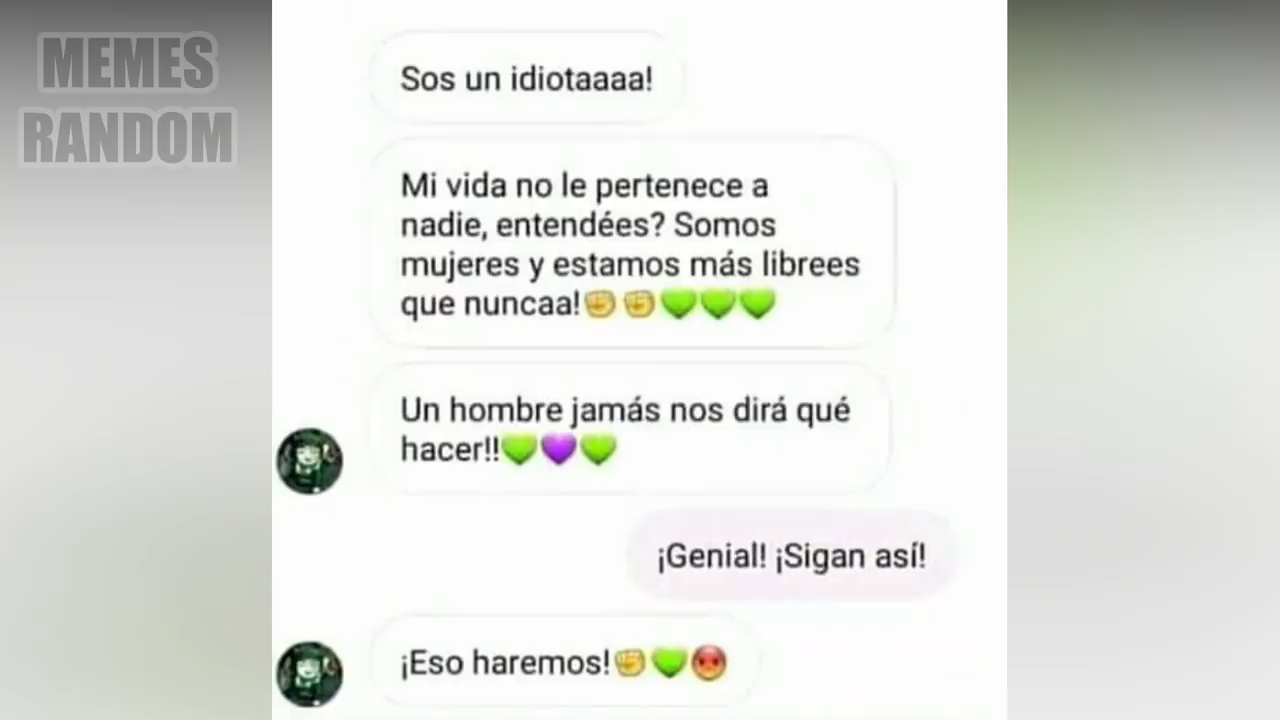 MEMES
RANDOM
Sos un idiotaaaa!
Mi vida no le pertenece a
nadie, entendées? Somos
mujeres y estamos más librees
que nuncaa!✊✊💚💚💚
Un hombre jamás nos dirá qué
hacer!!💚💜💚
¡Genial! ¡Sigan así!
¡Eso haremos!✊💚😡